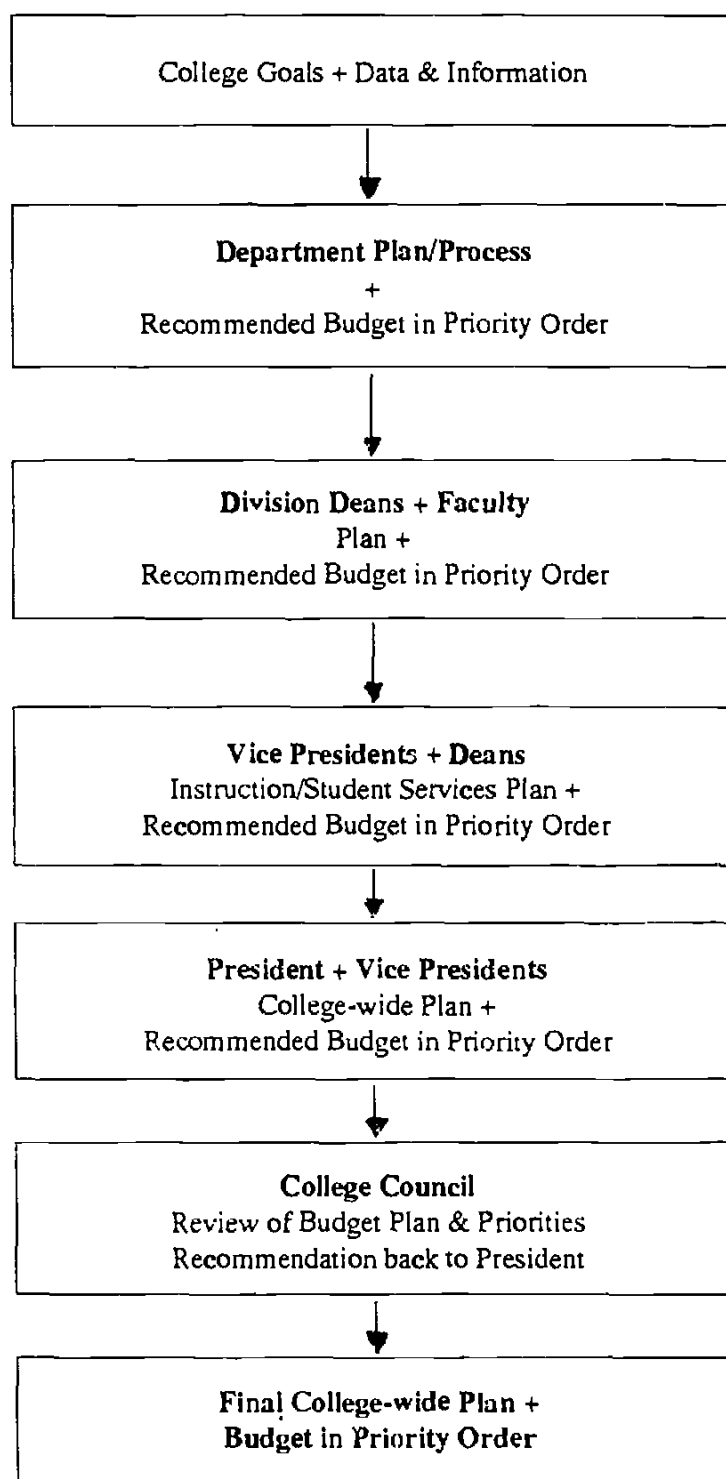 College Goals + Data & Information
Department Plan/Process
+
Recommended Budget in Priority Order
Division Deans + Faculty
Plan +
Recommended Budget in Priority Order
Vice Presidents + Deans
Instruction/Student Services Plan +
Recommended Budget in Priority Order
President + Vice Presidents
College-wide Plan +
Recommended Budget in Priority Order
College Council
Review of Budget Plan & Priorities
Recommendation back to President
Final College-wide Plan +
Budget in Priority Order